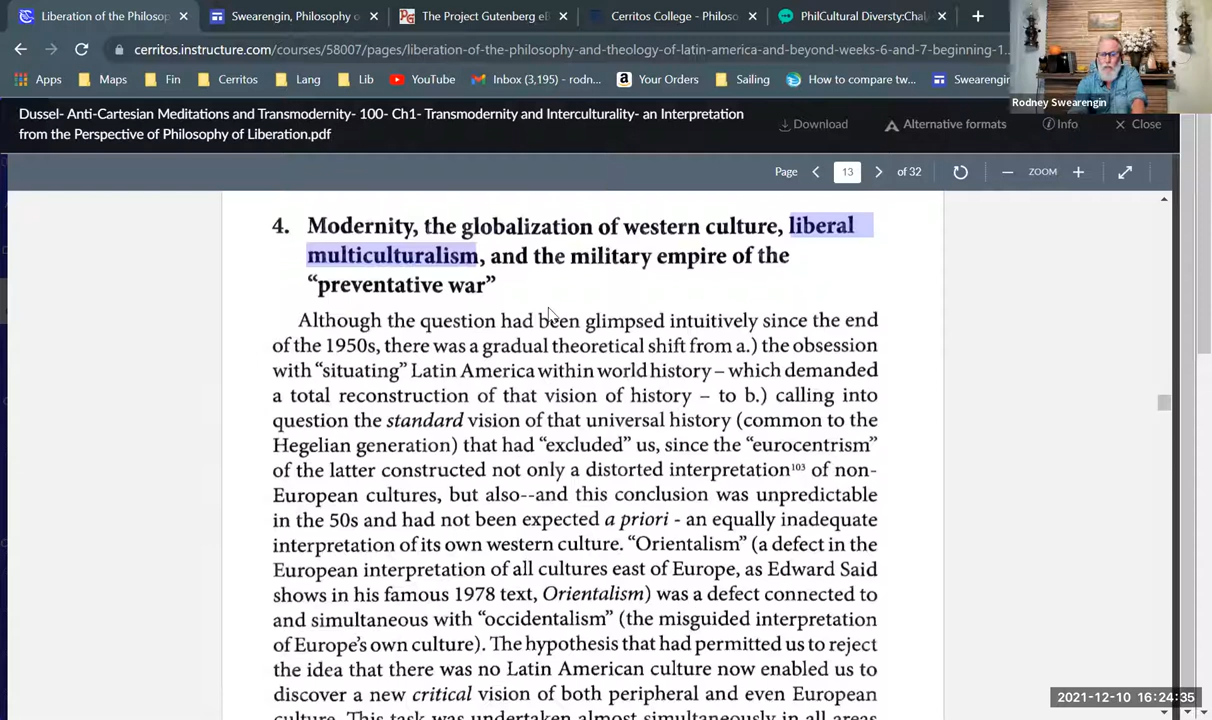 Liberation of the Philosop
Swearengin, Philosophy o
The Project Gutenberg eB
Cerritos College - Philoso
PhilCultural Diversty:Chal
cerritos.instructure.com/courses/58007/pages/liberation-of-the-philosophy-and-theology-of-latin-america-and-beyond-weeks-6-and-7-beginning-1...
Apps Maps Fin Cerritos Lang Lib YouTube Inbox (3,195) - rodn... Your Orders Sailing How to compare tw... Swearengin
Rodney Swearengin
Dussel- Anti-Cartesian Meditations and Transmodernity- 100- Ch1- Transmodernity and Interculturality- an Interpretation
from the Perspective of Philosophy of Liberation.pdf
Download Alternative formats Info Close
Page 13 of 32 ZOOM
4. Modernity, the globalization of western culture, liberal
multiculturalism, and the military empire of the
“preventative war”
Although the question had been glimpsed intuitively since the end
of the 1950s, there was a gradual theoretical shift from a.) the obsession
with “situating” Latin America within world history – which demanded
a total reconstruction of that vision of history – to b.) calling into
question the standard vision of that universal history (common to the
Hegelian generation) that had “excluded” us, since the “eurocentrism”
of the latter constructed not only a distorted interpretation103 of non-
European cultures, but also--and this conclusion was unpredictable
in the 50s and had not been expected a priori - an equally inadequate
interpretation of its own western culture. “Orientalism” (a defect in the
European interpretation of all cultures east of Europe, as Edward Said
shows in his famous 1978 text, Orientalism) was a defect connected to
and simultaneous with “occidentalism” (the misguided interpretation
of Europe’s own culture). The hypothesis that had permitted us to reject
the idea that there was no Latin American culture now enabled us to
discover a new critical vision of both peripheral and even European
culture. This task was undertaken almost simultaneously in all areas
2021-12-10 16:24:35